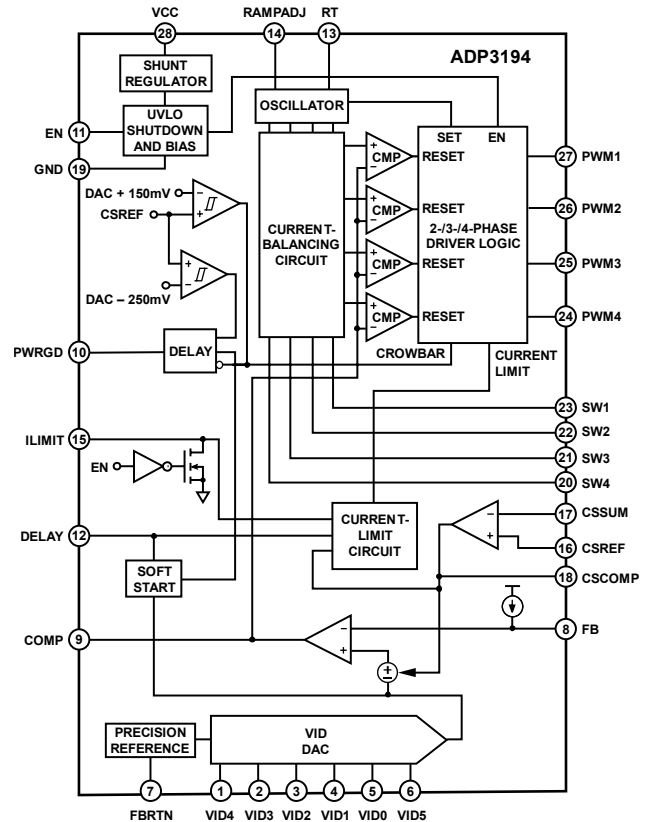 VCC
28
RAMPADJ
14
RT
13
ADP3194
SHUNT
REGULATOR
UVLO
SHUTDOWN
AND BIAS
OSCILLATOR
SET
EN
EN 11
GND 19
DAC + 150mV
CSREF
DAC – 250mV
CURRENT-
BALANCING
CIRCUIT
CMP
CMP
CMP
CMP
RESET
RESET
RESET
RESET
2-/3-/4-PHASE
DRIVER LOGIC
27 PWM1
26 PWM2
25 PWM3
24 PWM4
PWRGD 10
DELAY
CROWBAR
CURRENT
LIMIT
23 SW1
22 SW2
21 SW3
20 SW4
ILIMIT 15
EN
DELAY 12
CURRENT-
LIMIT
CIRCUIT
17 CSSUM
16 CSREF
18 CSCOMP
SOFT
START
COMP 9
8 FB
PRECISION
REFERENCE
VID
DAC
7
1
2
3
4
5
6
FBRTN
VID4
VID3
VID2
VID1
VID0
VID5